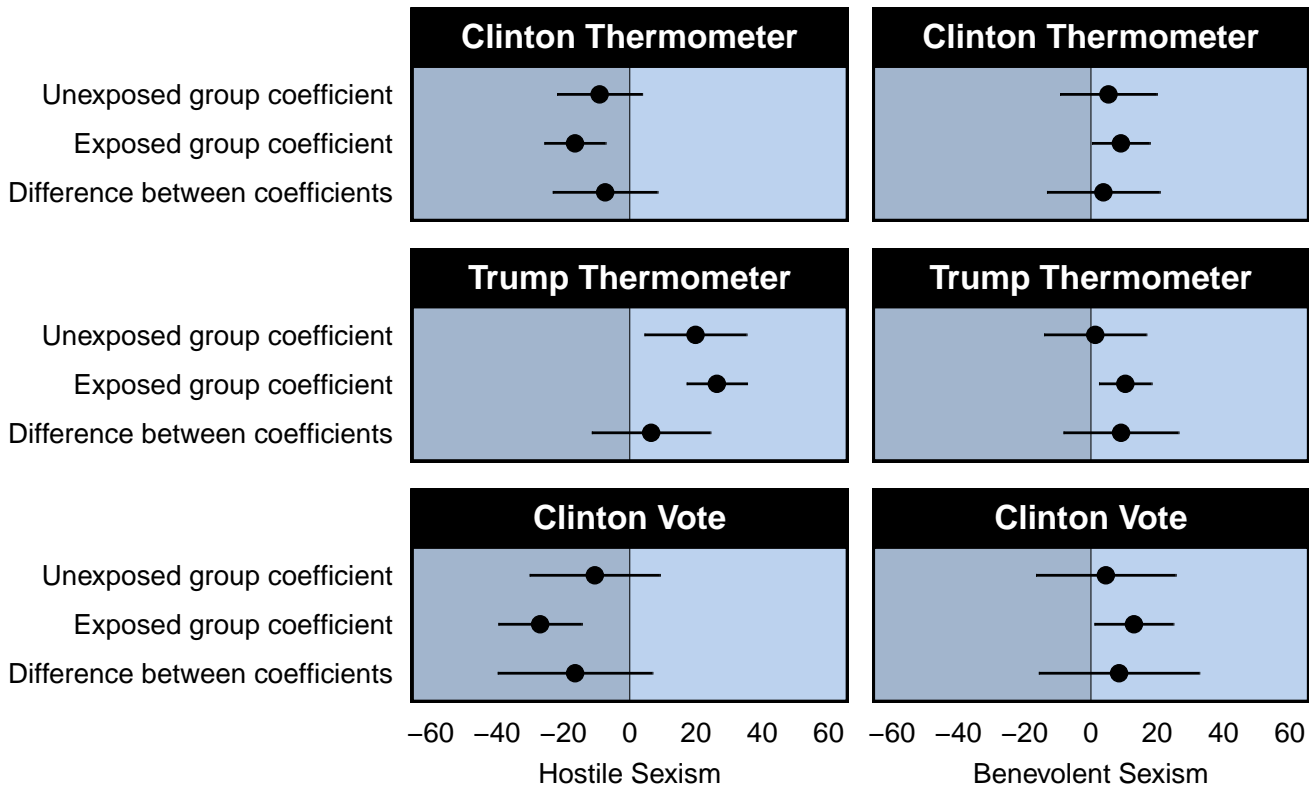 Clinton Thermometer
Clinton Thermometer
Unexposed group coefficient
Exposed group coefficient
Difference between coefficients
Trump Thermometer
Trump Thermometer
Unexposed group coefficient
Exposed group coefficient
Difference between coefficients
Clinton Vote
Clinton Vote
Unexposed group coefficient
Exposed group coefficient
Difference between coefficients
−60 −40 −20 0 20 40 60
−60 −40 −20 0 20 40 60
Hostile Sexism
Benevolent Sexism